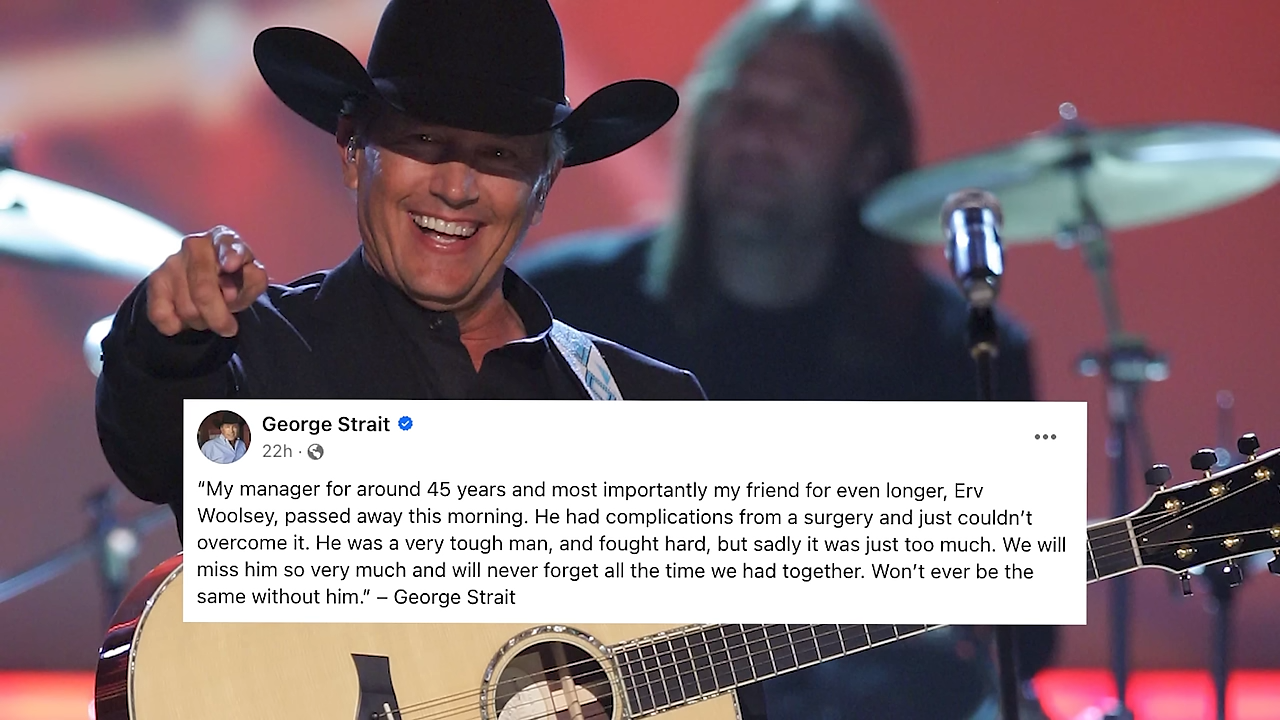 George Strait
22h ·
“My manager for around 45 years and most importantly my friend for even longer, Erv
Woolsey, passed away this morning. He had complications from a surgery and just couldn’t
overcome it. He was a very tough man, and fought hard, but sadly it was just too much. We will
miss him so very much and will never forget all the time we had together. Won’t ever be the
same without him.” – George Strait